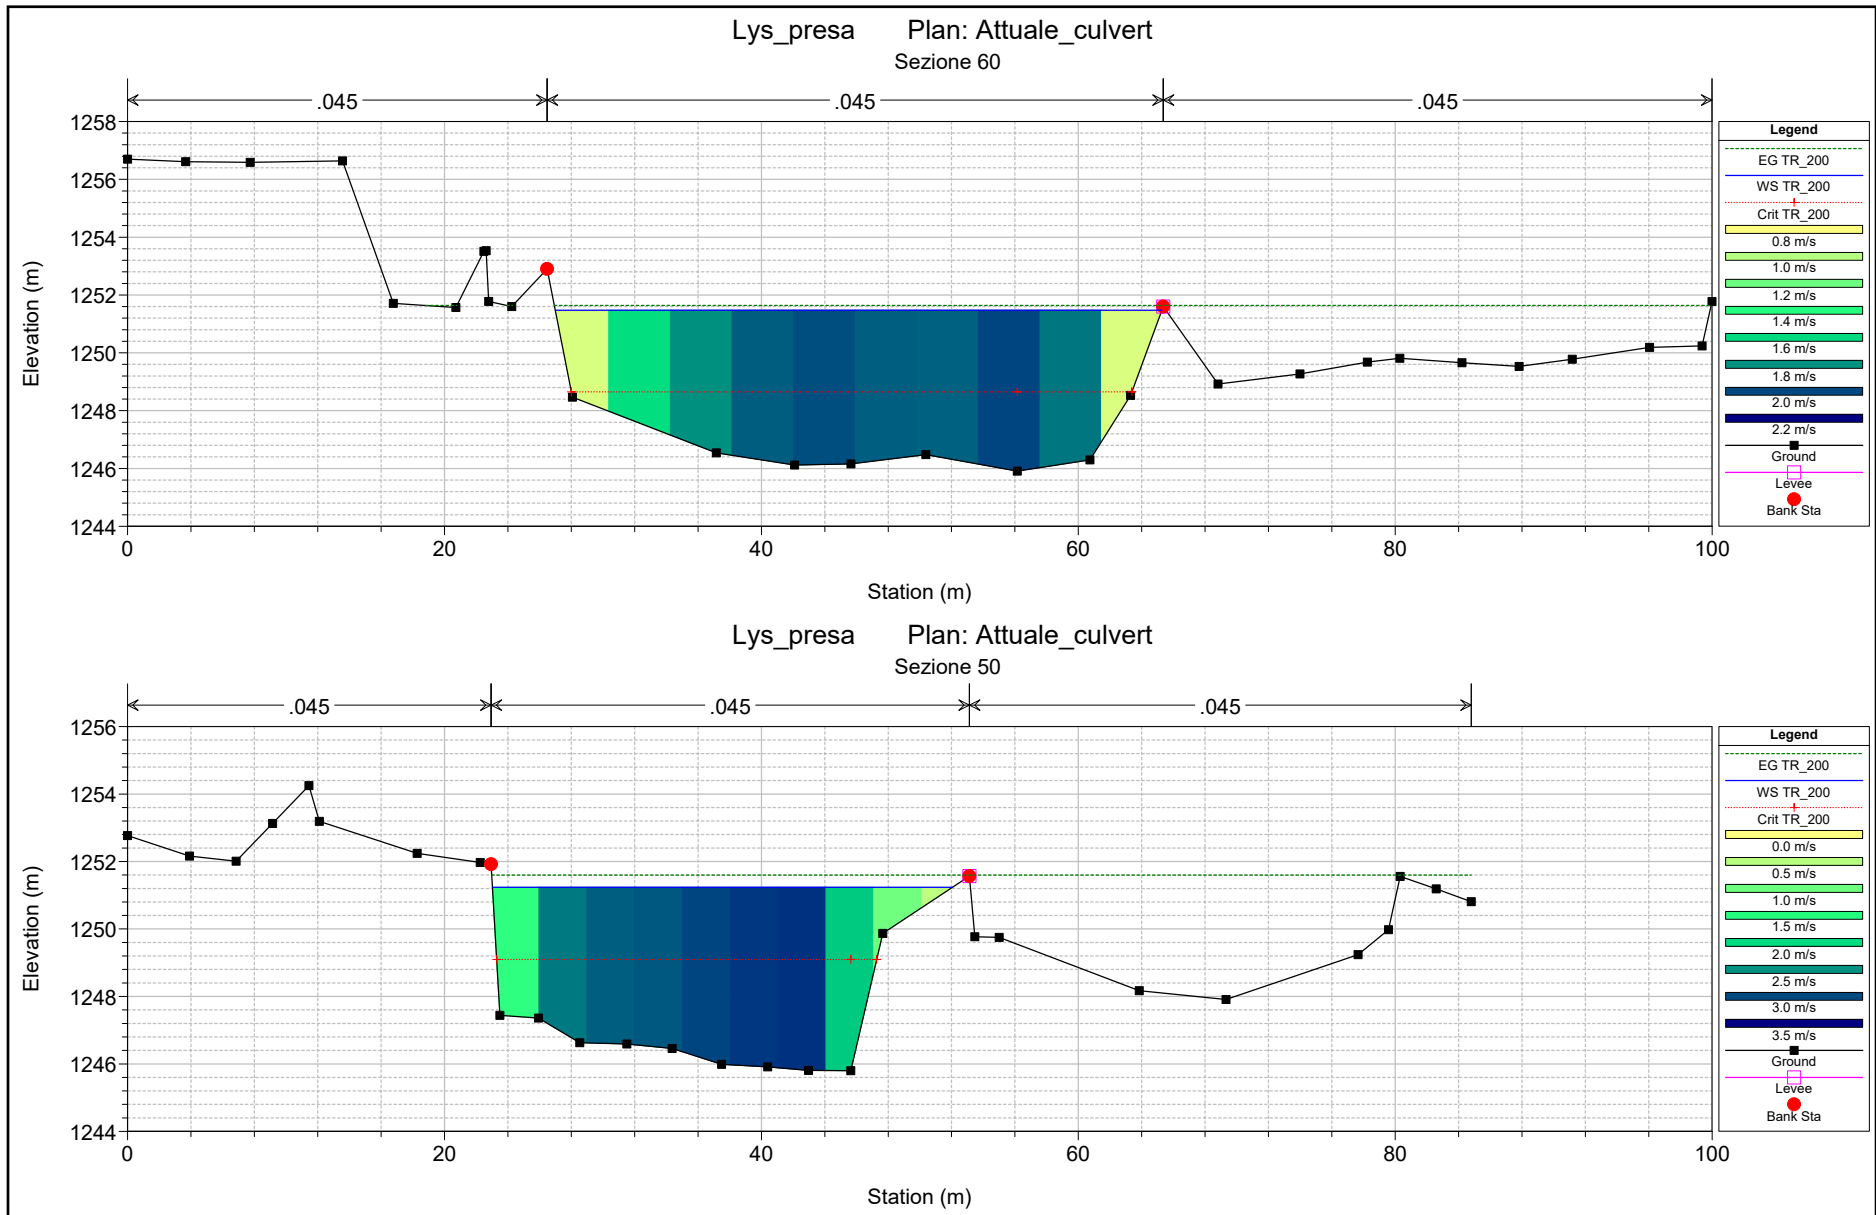 Lys_presa Plan: Attuale_culvert
Sezione 60
.045 .045 .045
Elevation (m)
1258
1256
1254
1252
1250
1248
1246
1244
0 20 40 60 80 100
Station (m)
Legend
EG TR_200
WS TR_200
Crit TR_200
0.8 m/s
1.0 m/s
1.2 m/s
1.4 m/s
1.6 m/s
1.8 m/s
2.0 m/s
2.2 m/s
Ground
Levee
Bank Sta
Lys_presa Plan: Attuale_culvert
Sezione 50
.045 .045 .045
Elevation (m)
1256
1254
1252
1250
1248
1246
1244
0 20 40 60 80 100
Station (m)
Legend
EG TR_200
WS TR_200
Crit TR_200
0.0 m/s
0.5 m/s
1.0 m/s
1.5 m/s
2.0 m/s
2.5 m/s
3.0 m/s
3.5 m/s
Ground
Levee
Bank Sta